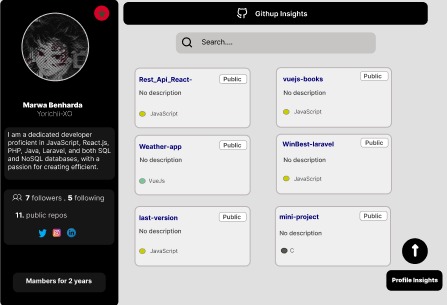 Githup Insights
Search....
Marwa Benharda
Yorichii-XO
I am a dedicated developer
proficient in JavaScript, React.js,
PHP, Java, Laravel, and both SQL
and NoSQL databases, with a
passion for creating efficient.
7 followers . 5 following
11. public repos
Mambers for 2 years
Rest_Api_React-
Public
No description
JavaScript
vuejs-books
Public
No description
JavaScript
Weather-app
Public
No description
VueJs
WinBest-laravel
Public
No description
JavaScript
last-version
Public
No description
JavaScript
mini-project
Public
No description
C
Profile Insights